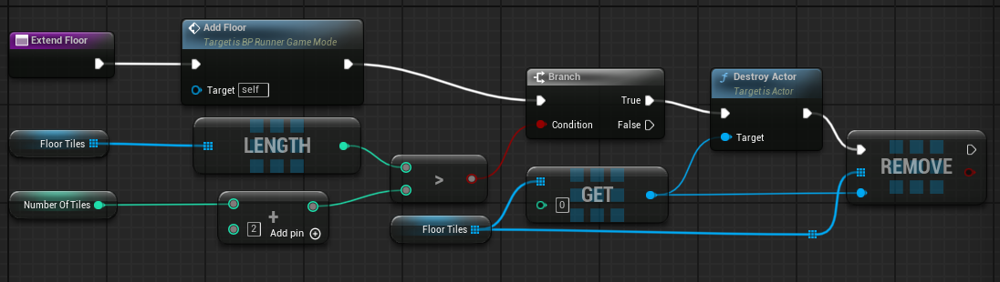 Extend Floor
Add Floor
Target is BP Runner Game Mode
Target self
Branch
True
Condition
False
Destroy Actor
Target is Actor
Target
Floor Tiles
LENGTH
>
REMOVE
GET
0
Number Of Tiles
+
2
Add pin
Floor Tiles